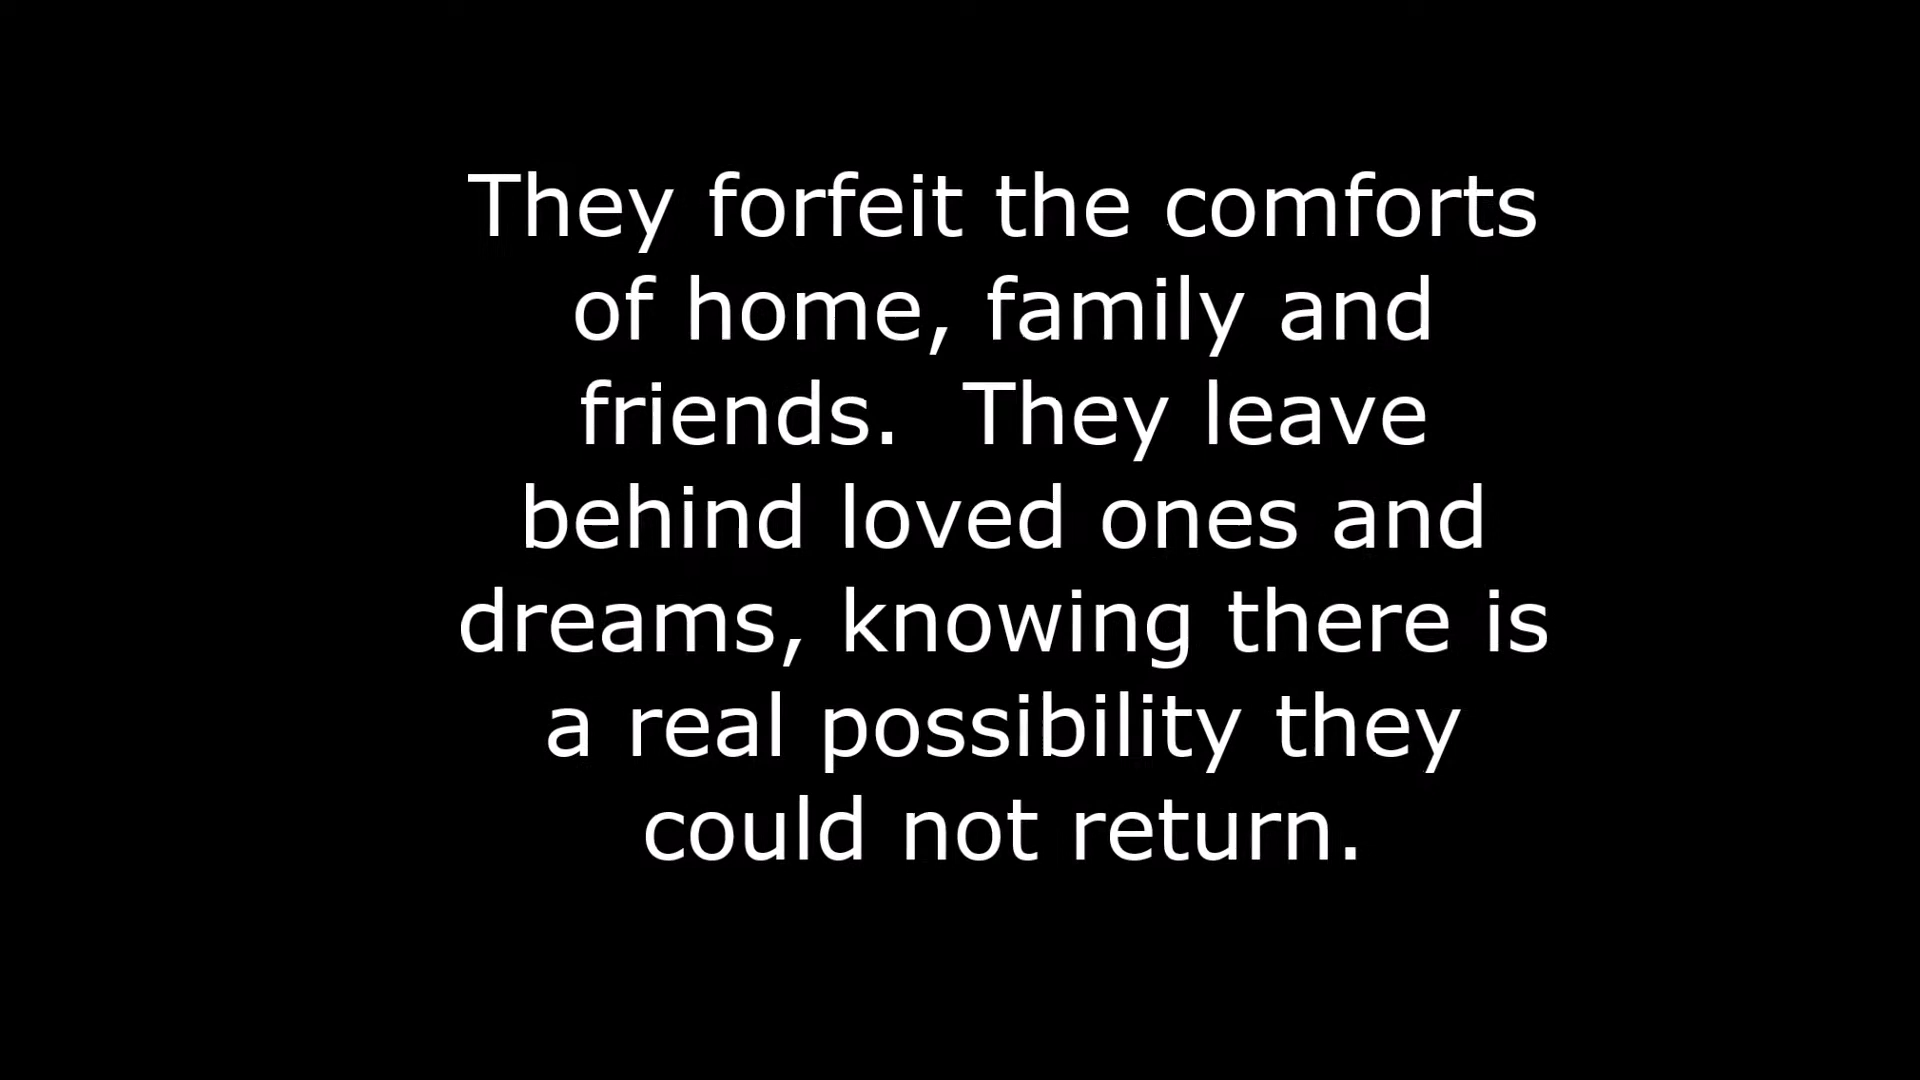 They forfeit the comforts
of home, family and
friends.  They leave
behind loved ones and
dreams, knowing there is
a real possibility they
could not return.